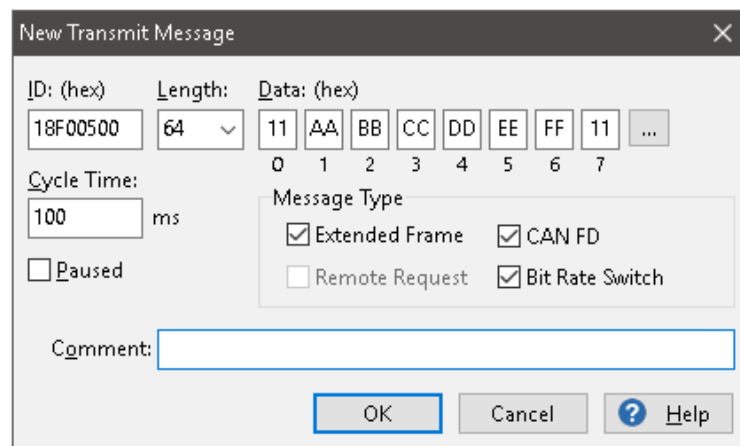 New Transmit Message
ID: (hex) Length: Data: (hex)
18F00500 64 11 AA BB CC DD EE FF 11 ...
0 1 2 3 4 5 6 7
Cycle Time:
100 ms
Message Type
Extended Frame CAN FD
Paused
Remote Request Bit Rate Switch
Comment:
OK Cancel Help